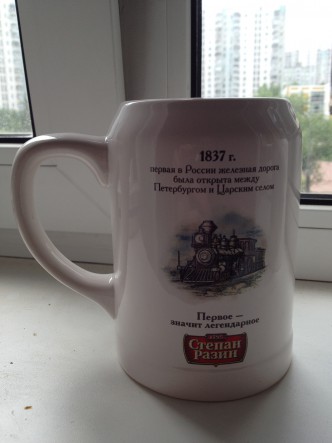 1837 г.
первая в России железная дорога
была открыта между
Петербургом и Царским селом
Первое –
значит легендарное
Степан
Разин